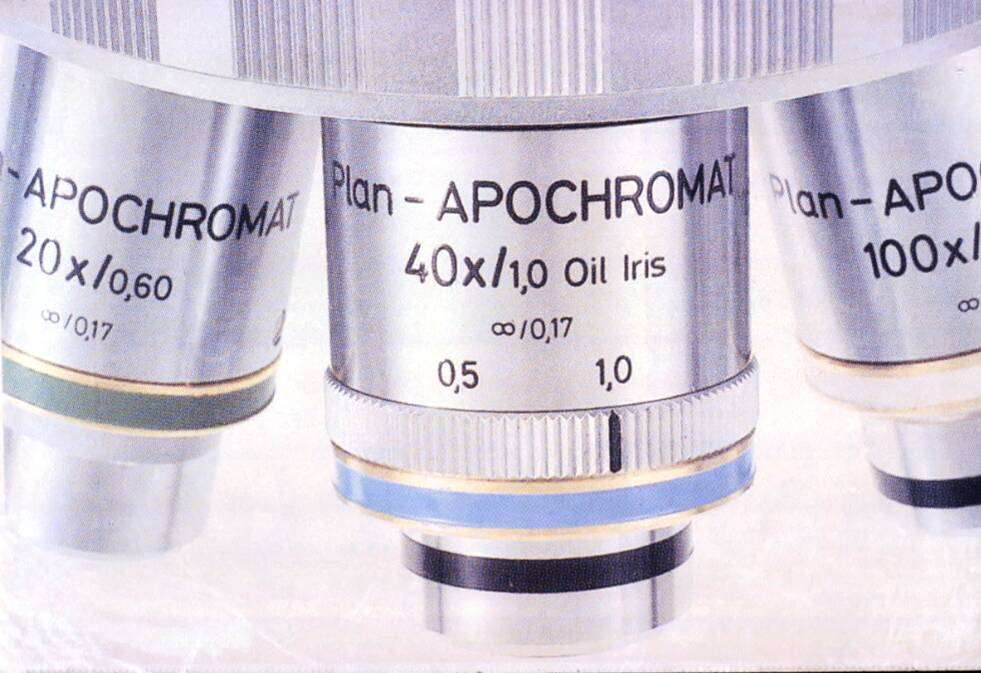 -APOCHROMAT
20x/0,60
∞/0,17
Plan - APOCHROMAT
40x/1,0 Oil Iris
∞/0,17
0,5 1,0
Plan - APO
100x/
∞